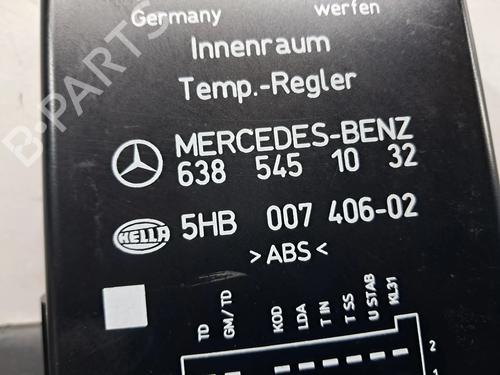 Germany werfen
Innenraum
Temp.-Regler
MERCEDES-BENZ
638 545 10 32
HELLA 5HB 007 406-02
>ABS<
TD
GM/TD
KOD
LDA
T IN
T SS
U STAB
KL31
2
1
B-PARTS